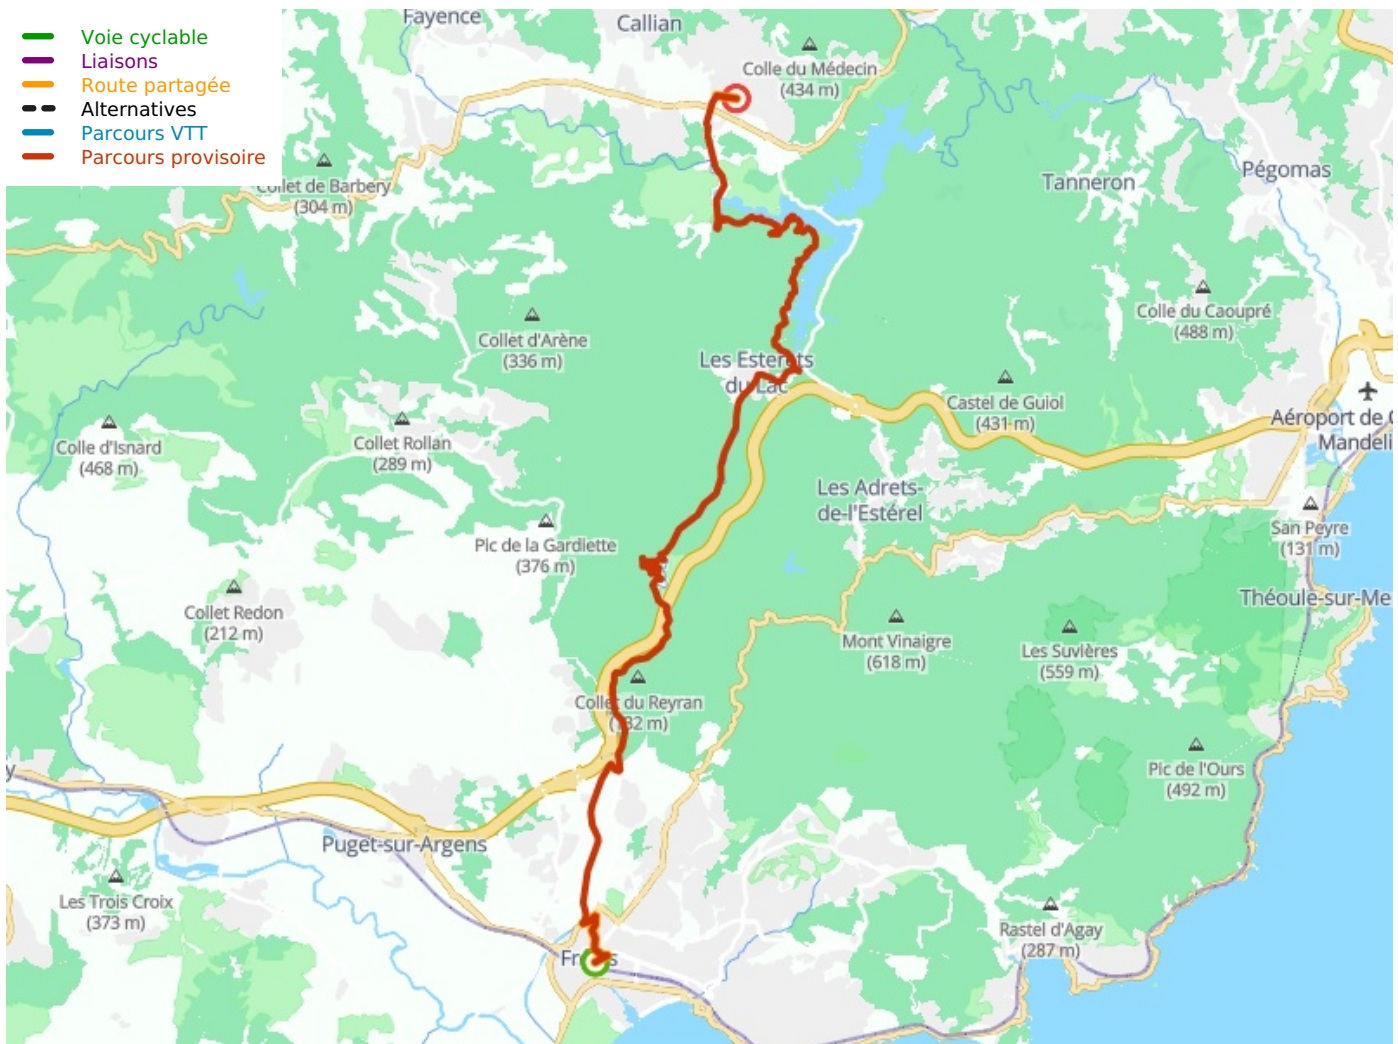 Voie cyclable
Liaisons
Route partagée
Alternatives
Parcours VTT
Parcours provisoire
Fayence
Callian
Colle du Médecin
(434 m)
Collet de Barbery
(304 m)
Tanneron
Pégomas
Colle du Caoupré
(488 m)
Collet d'Arène
(336 m)
Les Esterets
du Lac
Castel de Guiol
(431 m)
Aéroport de C
Mandeli
Colle d'Isnard
(468 m)
Collet Rollan
(289 m)
Les Adrets-
de-l'Estérel
San Peyre
(131 m)
Pic de la Gardiette
(376 m)
Théoule-sur-Me
Collet Redon
(212 m)
Mont Vinaigre
(618 m)
Les Suvières
(559 m)
Collet du Reyran
Pic de l'Ours
(492 m)
y
Puget-sur-Argens
Les Trois Croix
(373 m)
Rastel d'Agay
(287 m)